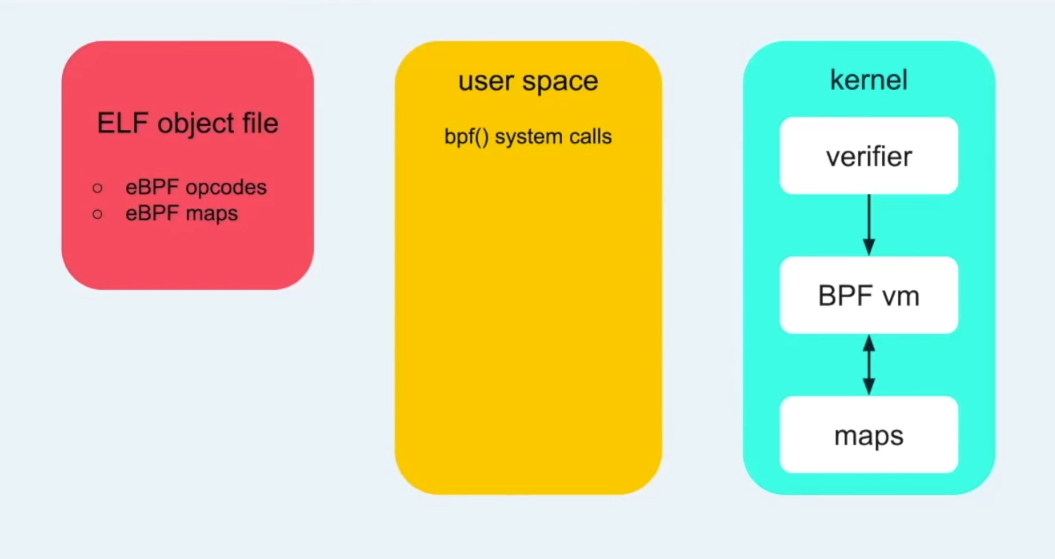 ELF object file
○ eBPF opcodes
○ eBPF maps
user space
bpf() system calls
kernel
verifier
BPF vm
maps